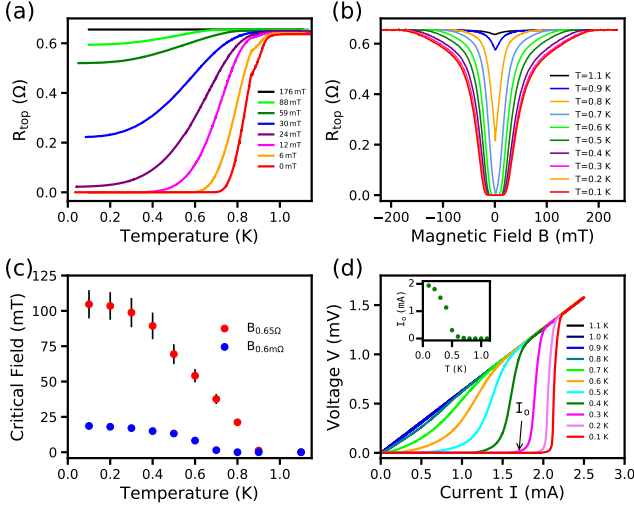 (a)
0.6
0.4
0.2
0.0
R_top (Ω)
176 mT
88 mT
59 mT
30 mT
24 mT
12 mT
6 mT
0 mT
0.0 0.2 0.4 0.6 0.8 1.0
Temperature (K)
(b)
0.6
0.4
0.2
0.0
R_top (Ω)
T=1.1 K
T=0.9 K
T=0.8 K
T=0.7 K
T=0.6 K
T=0.5 K
T=0.4 K
T=0.3 K
T=0.2 K
T=0.1 K
−200 −100 0 100 200
Magnetic Field B (mT)
(c)
125
100
75
50
25
0
Critical Field (mT)
B_0.65Ω
B_0.6mΩ
0.0 0.2 0.4 0.6 0.8 1.0
Temperature (K)
(d)
1.5
1.0
0.5
0.0
Voltage V (mV)
2
1
0
I_o (mA)
0.0 0.5 1.0
T (K)
I_o
1.1 K
1.0 K
0.9 K
0.8 K
0.7 K
0.6 K
0.5 K
0.4 K
0.3 K
0.2 K
0.1 K
0.0 0.5 1.0 1.5 2.0 2.5 3.0
Current I (mA)